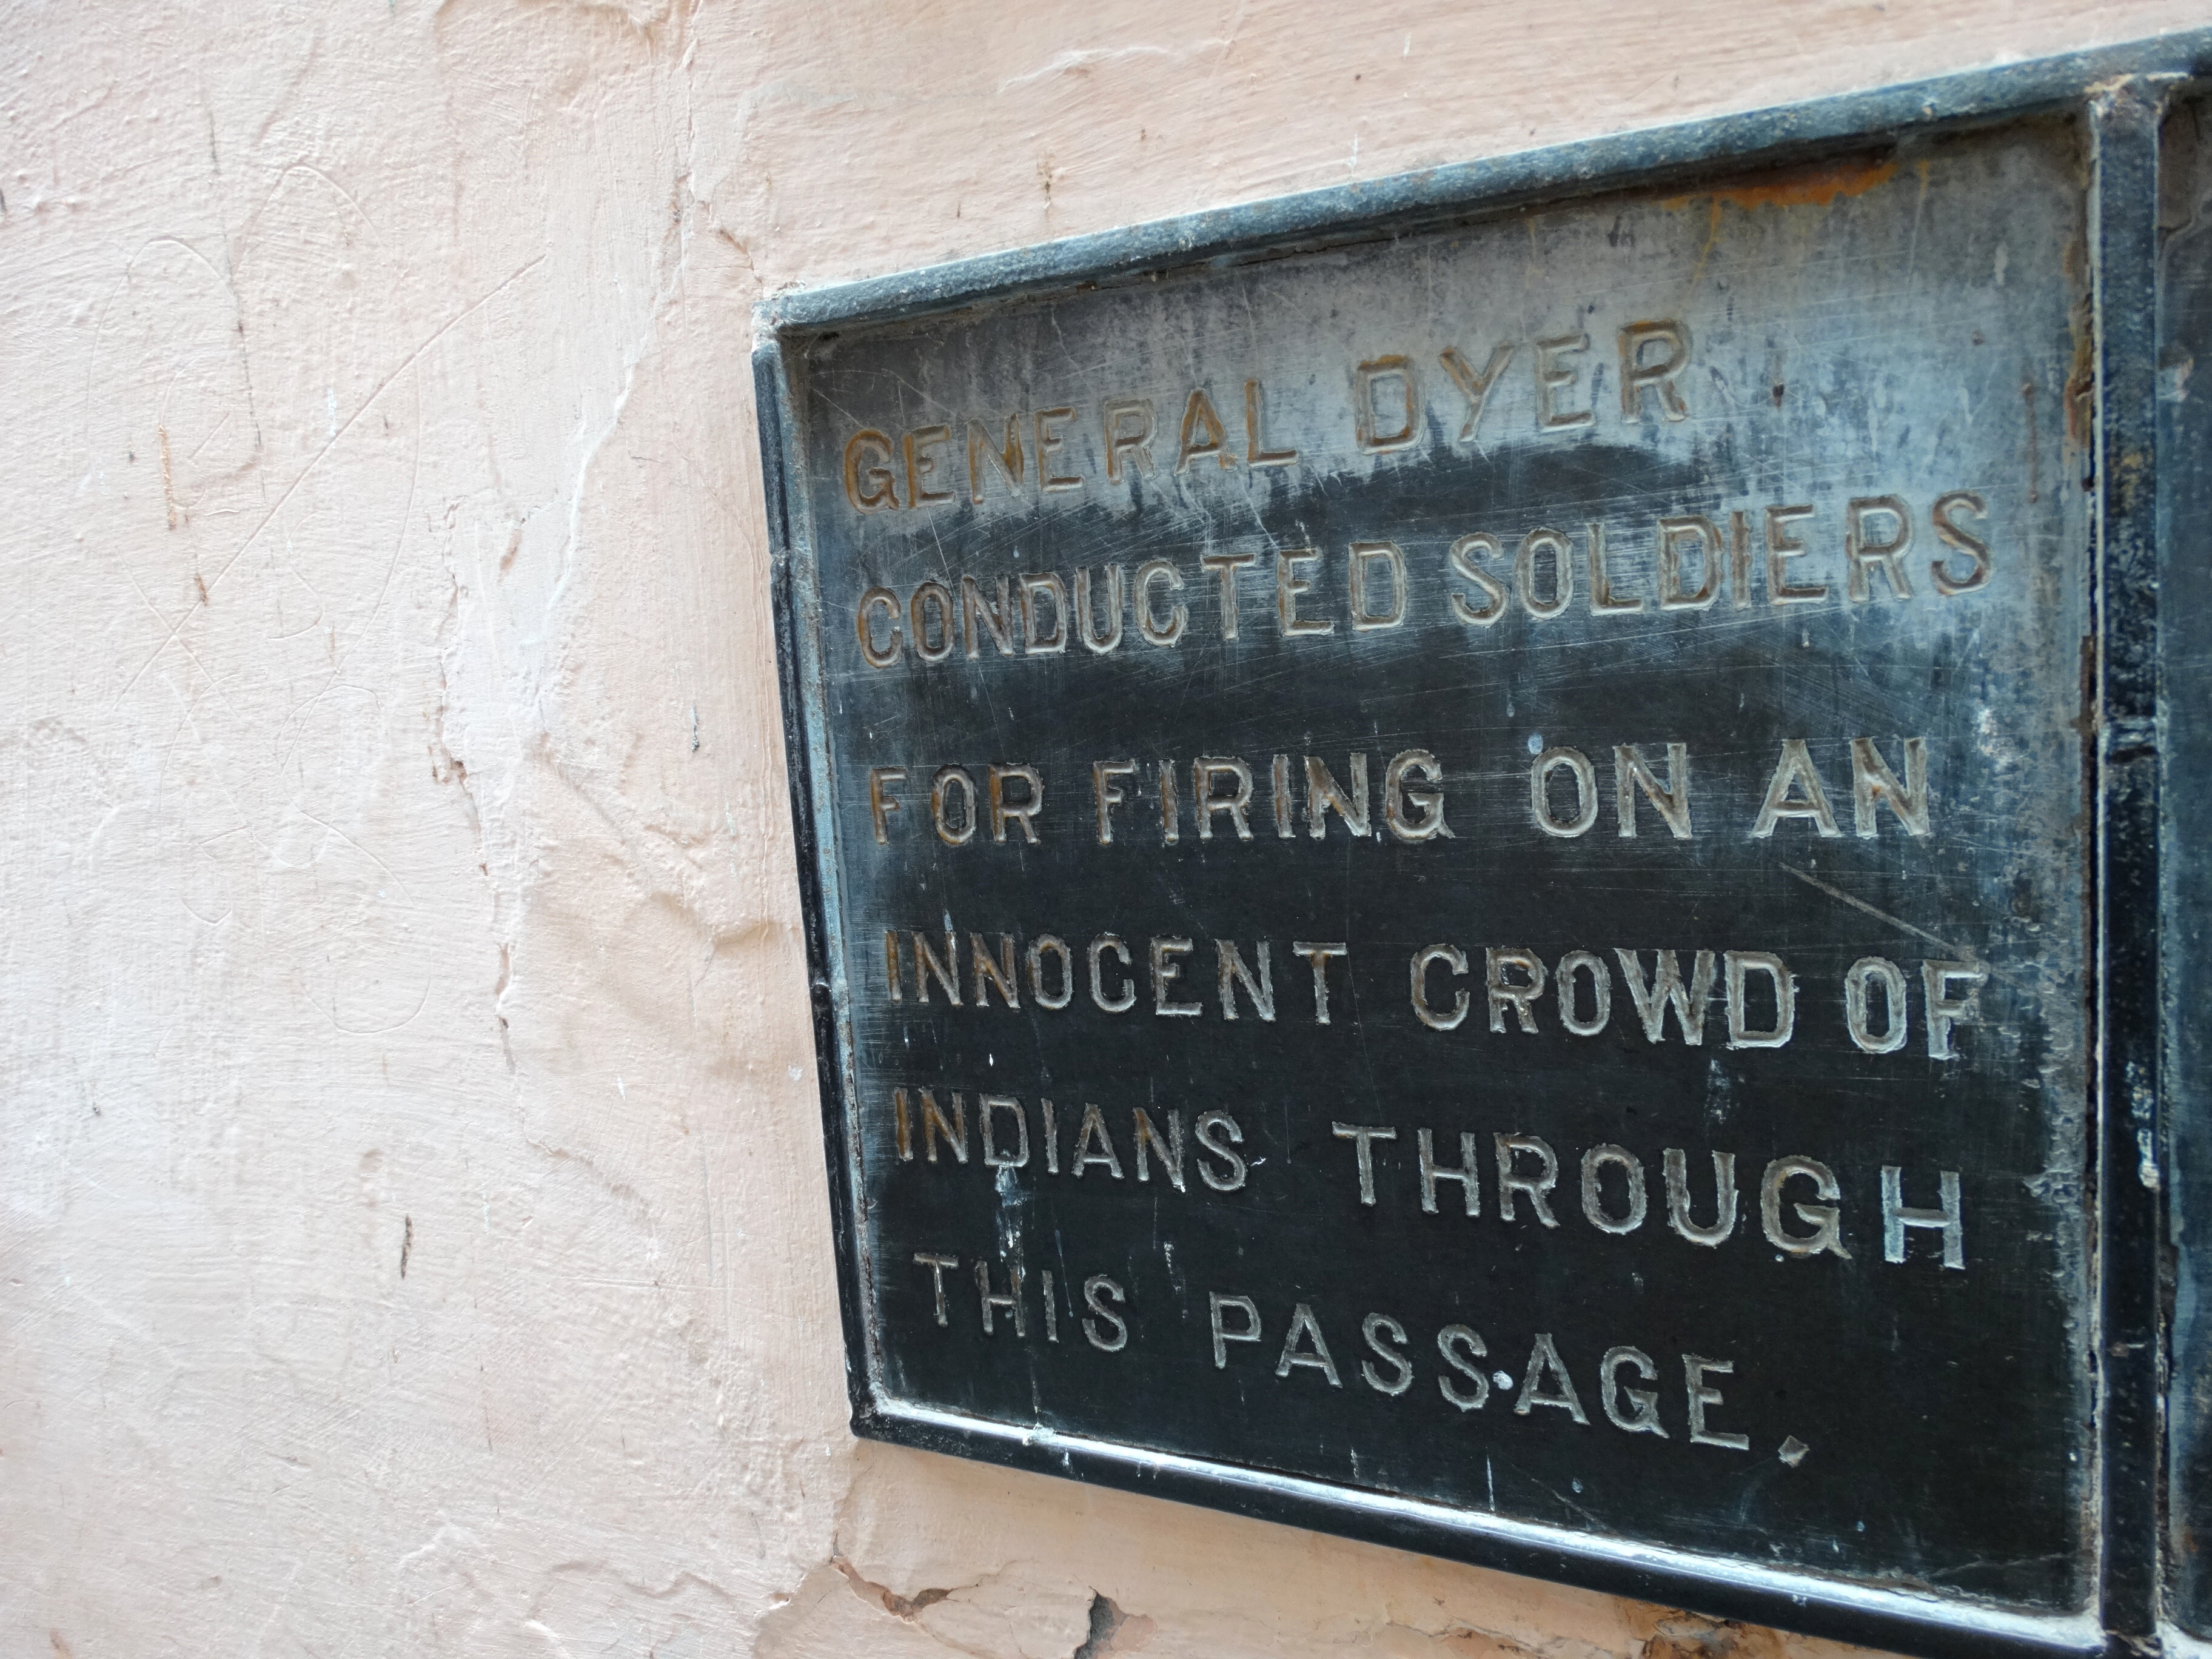 GENERAL DYER
CONDUCTED SOLDIERS
FOR FIRING ON AN
INNOCENT CROWD OF
INDIANS THROUGH
THIS PASSAGE.